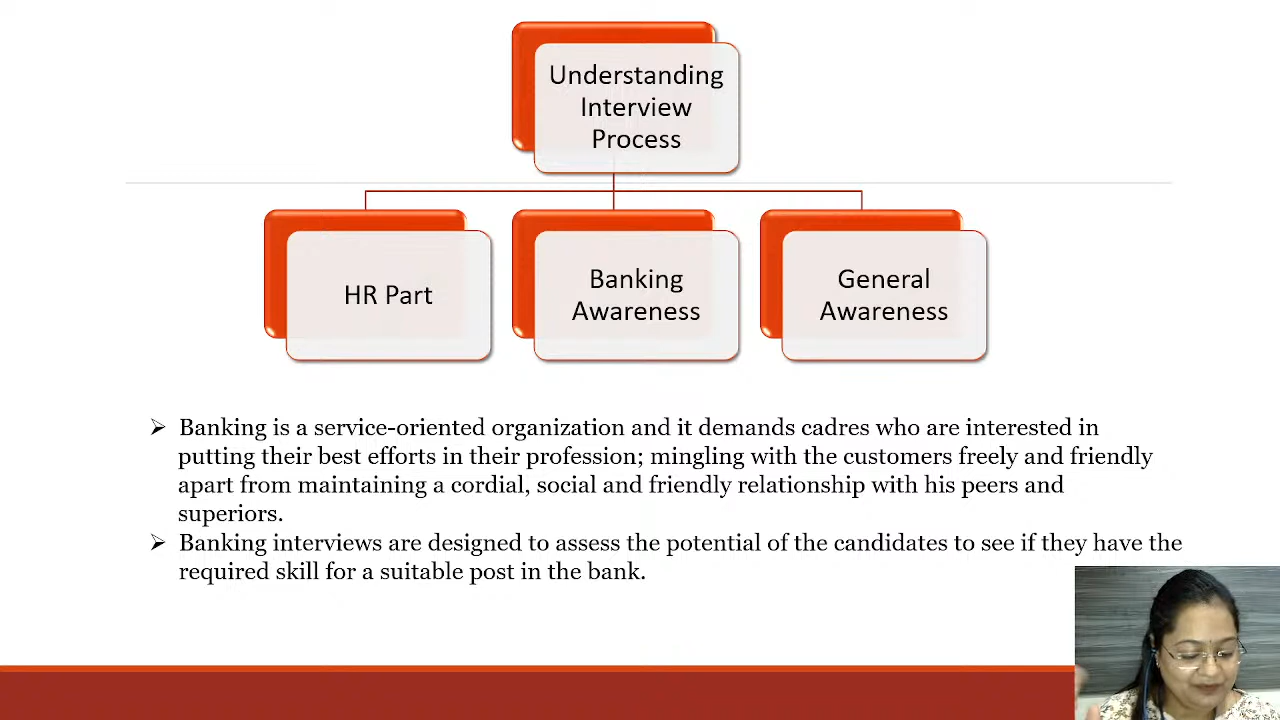 Understanding
Interview
Process
HR Part
Banking
Awareness
General
Awareness
➢ Banking is a service-oriented organization and it demands cadres who are interested in
putting their best efforts in their profession; mingling with the customers freely and friendly
apart from maintaining a cordial, social and friendly relationship with his peers and
superiors.
➢ Banking interviews are designed to assess the potential of the candidates to see if they have the
required skill for a suitable post in the bank.